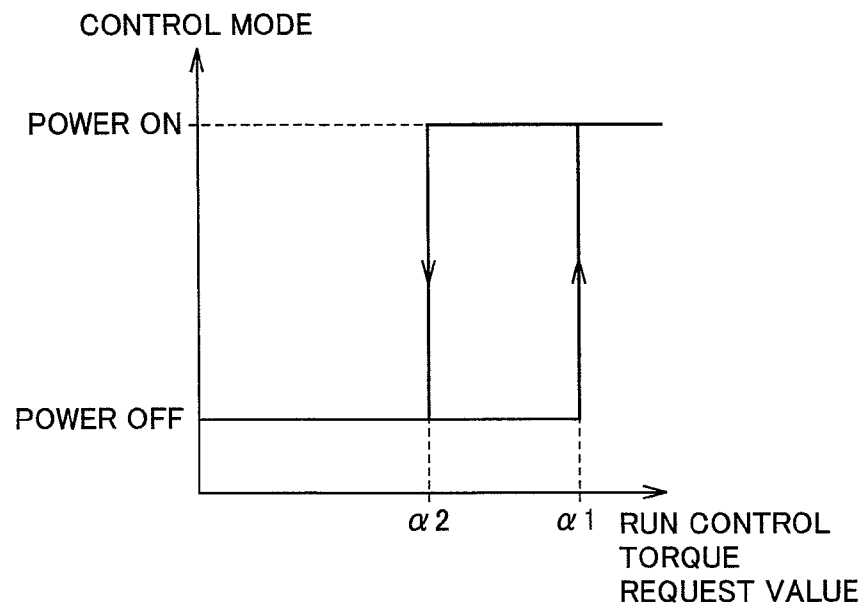 CONTROL MODE
POWER ON
POWER OFF
α2
α1
RUN CONTROL
TORQUE
REQUEST VALUE